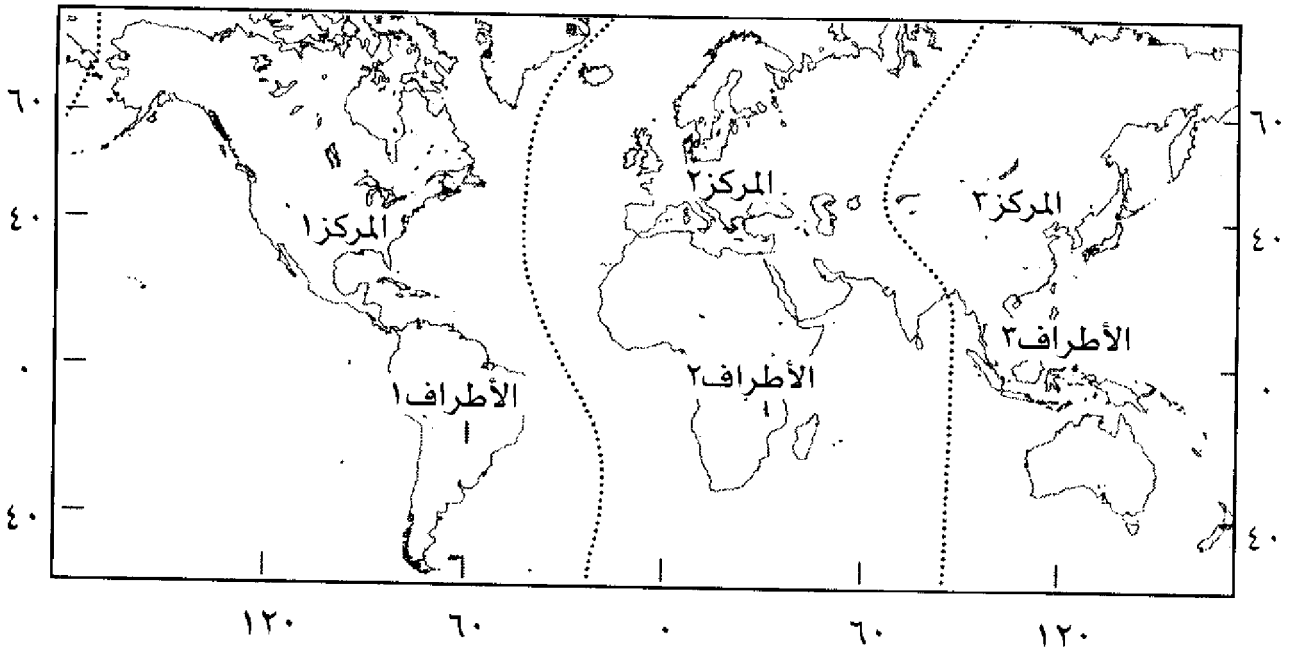 ٦٠
٦٠
المركز٢
المركز٣
٤٠
المركز١
٤٠
الأطراف٣
٠
الأطراف٢
٠
الأطراف١
٤٠
٤٠
١٢٠ ٦٠ ٠ ٦٠ ١٢٠